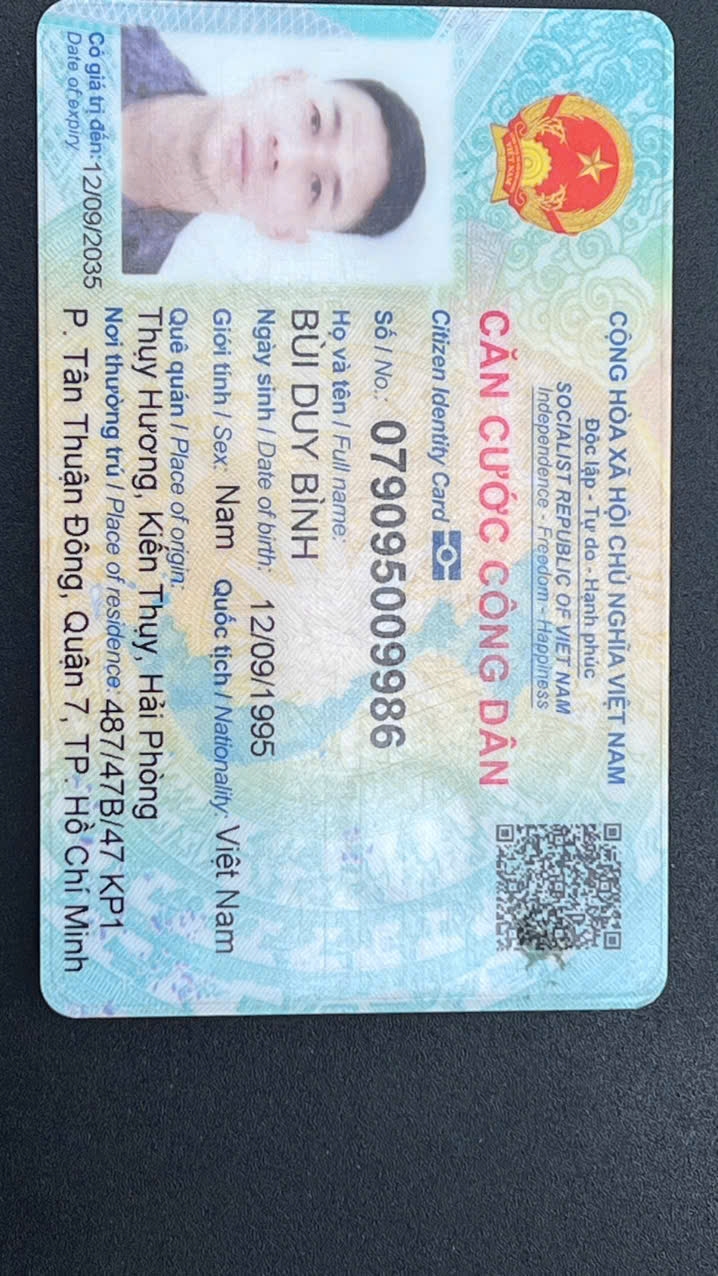 CỘNG HÒA XÃ HỘI CHỦ NGHĨA VIỆT NAM
Độc lập - Tự do - Hạnh phúc
SOCIALIST REPUBLIC OF VIET NAM
Independence - Freedom - Happiness
CĂN CƯỚC CÔNG DÂN
Citizen Identity Card
Số / No.: 079095009986
Họ và tên / Full name:
BÙI DUY BÌNH
Ngày sinh / Date of birth: 12/09/1995
Giới tính / Sex: Nam Quốc tịch / Nationality: Việt Nam
Quê quán / Place of origin:
Thụy Hương, Kiến Thụy, Hải Phòng
Nơi thường trú / Place of residence: 487/47B/47 KP1
P. Tân Thuận Đông, Quận 7, TP. Hồ Chí Minh
Có giá trị đến: 12/09/2035
Date of expiry
VIỆT NAM